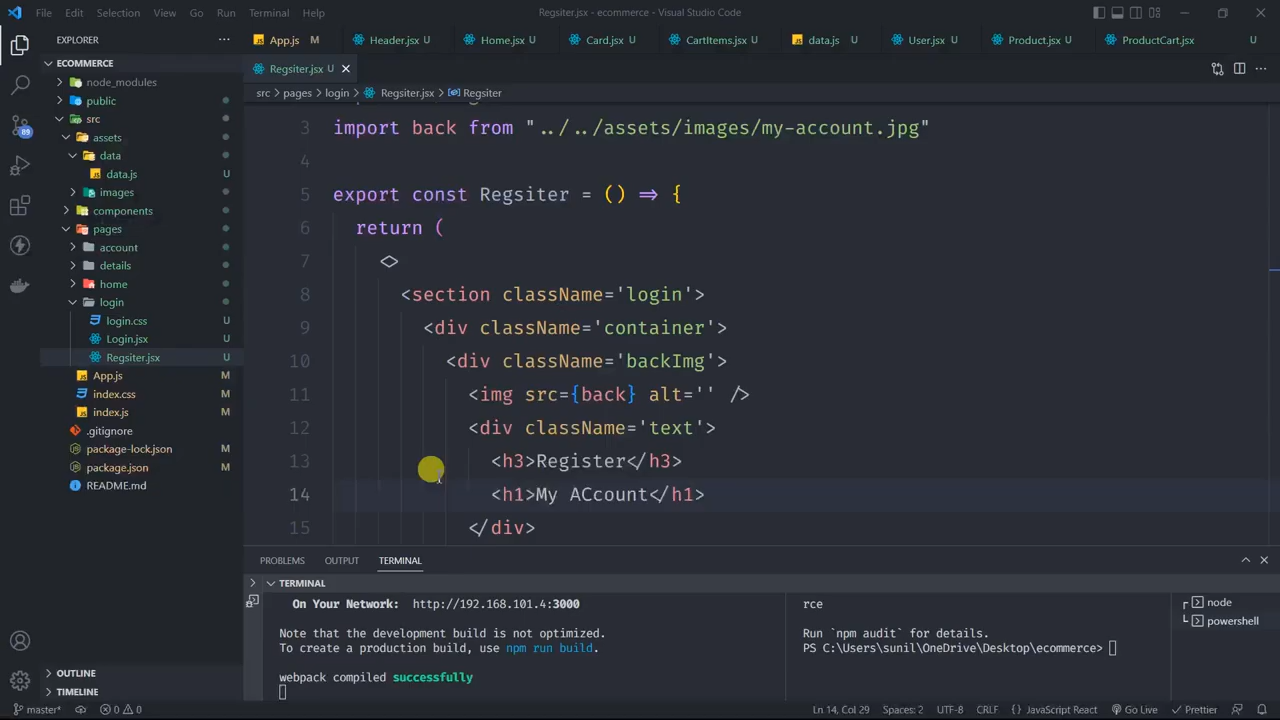 File Edit Selection View Go Run Terminal Help
Regsiter.jsx - ecommerce - Visual Studio Code
EXPLORER
App.js M
Header.jsx U
Home.jsx U
Card.jsx U
CartItems.jsx U
data.js U
User.jsx U
Product.jsx U
ProductCart.jsx U
ECOMMERCE
node_modules
public
src
assets
data
data.js U
images
components
pages
account
details
home
login
login.css U
Login.jsx U
Regsiter.jsx U
App.js M
index.css M
index.js M
.gitignore
package-lock.json M
package.json M
README.md
OUTLINE
TIMELINE
89
Regsiter.jsx U
src > pages > login > Regsiter.jsx > Regsiter
3 import back from "../../assets/images/my-account.jpg"
4
5 export const Regsiter = () => {
6 return (
7 <>
8 <section className='login'>
9 <div className='container'>
10 <div className='backImg'>
11 <img src={back} alt='' />
12 <div className='text'>
13 <h3>Register</h3>
14 <h1>My ACcount</h1>
15 </div>
PROBLEMS OUTPUT TERMINAL
TERMINAL
On Your Network: http://192.168.101.4:3000
Note that the development build is not optimized.
To create a production build, use npm run build.
webpack compiled successfully
rce
Run `npm audit` for details.
PS C:\Users\sunil\OneDrive\Desktop\ecommerce>
node
powershell
master* 0 0 Ln 14, Col 29 Spaces: 2 UTF-8 CRLF {} JavaScript React Go Live Prettier